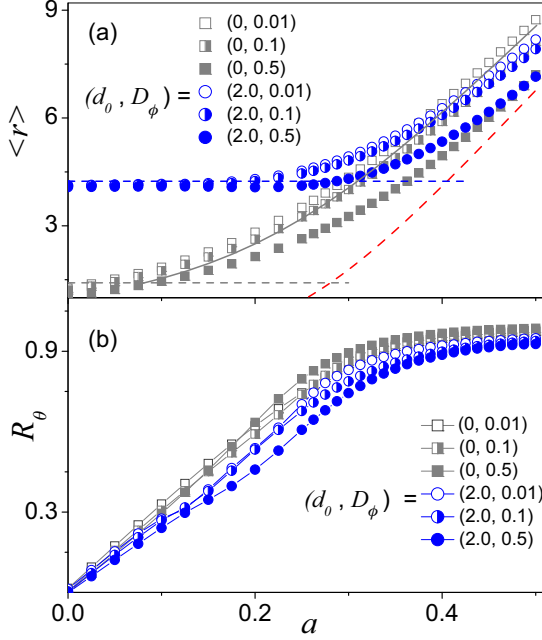 9
(a)
(0, 0.01)
(0, 0.1)
(0, 0.5)
(d₀ , D_ϕ) =
(2.0, 0.01)
(2.0, 0.1)
(2.0, 0.5)
6
<r>
3
(b)
0.9
R_θ
(0, 0.01)
(0, 0.1)
(0, 0.5)
(d₀ , D_ϕ) =
(2.0, 0.01)
(2.0, 0.1)
(2.0, 0.5)
0.3
0.0 0.2 0.4
a